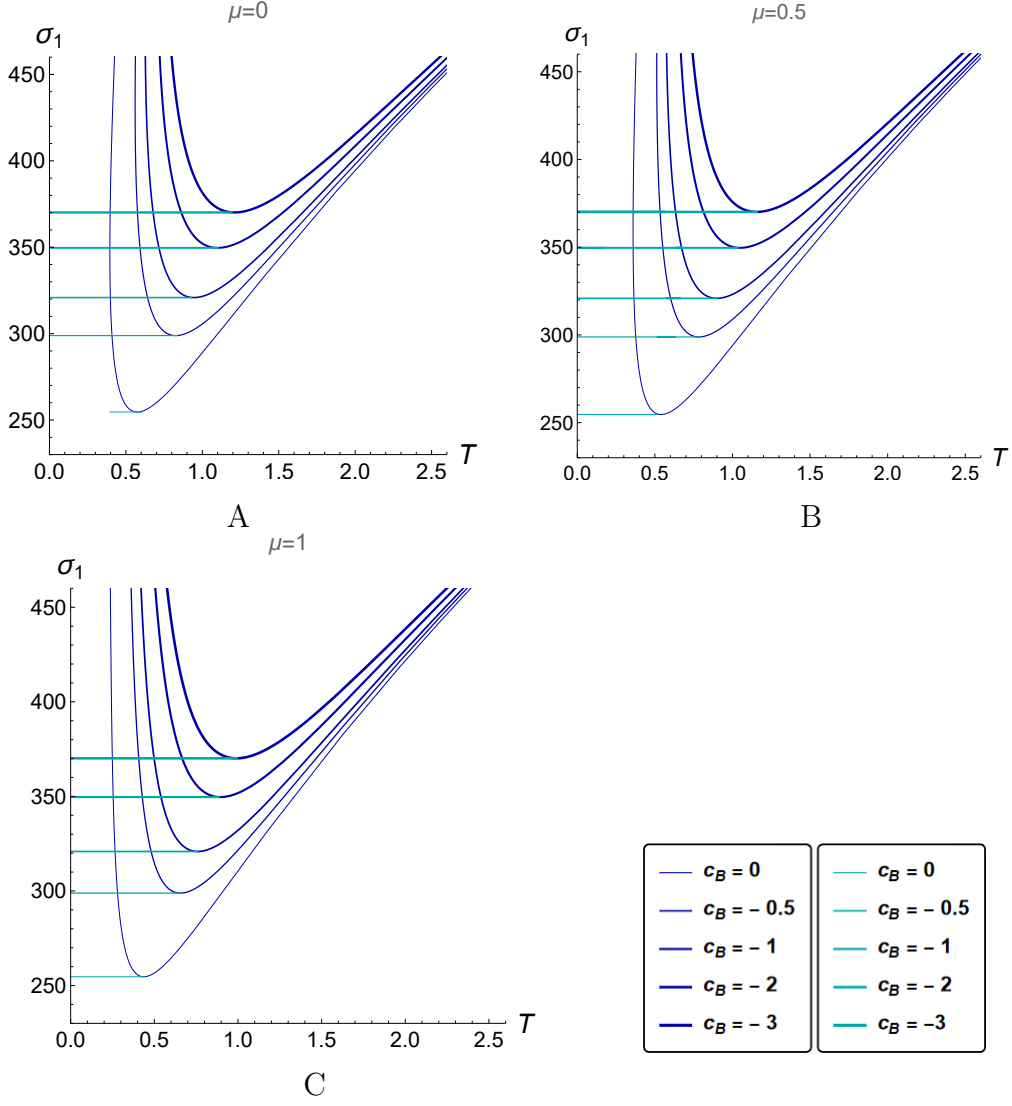 μ=0
σ1
450
400
350
300
250
0.0 0.5 1.0 1.5 2.0 2.5 T
A
μ=0.5
σ1
450
400
350
300
250
0.0 0.5 1.0 1.5 2.0 2.5 T
B
μ=1
σ1
450
400
350
300
250
0.0 0.5 1.0 1.5 2.0 2.5 T
C
cB = 0
cB = - 0.5
cB = - 1
cB = - 2
cB = - 3
cB = 0
cB = - 0.5
cB = - 1
cB = - 2
cB = -3